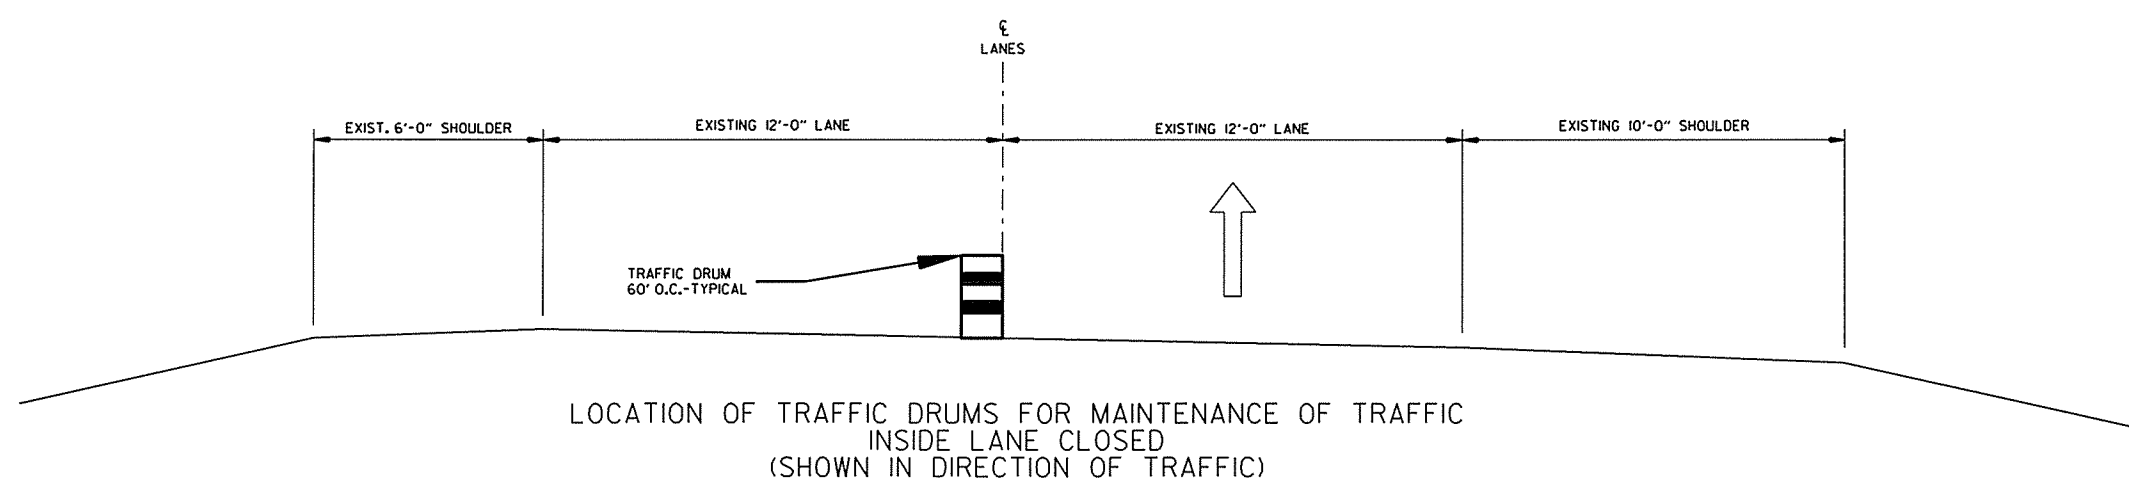 ℄
LANES
EXIST. 6'-0" SHOULDER
EXISTING 12'-0" LANE
EXISTING 12'-0" LANE
EXISTING 10'-0" SHOULDER
TRAFFIC DRUM
60' O.C.-TYPICAL
LOCATION OF TRAFFIC DRUMS FOR MAINTENANCE OF TRAFFIC
INSIDE LANE CLOSED
(SHOWN IN DIRECTION OF TRAFFIC)